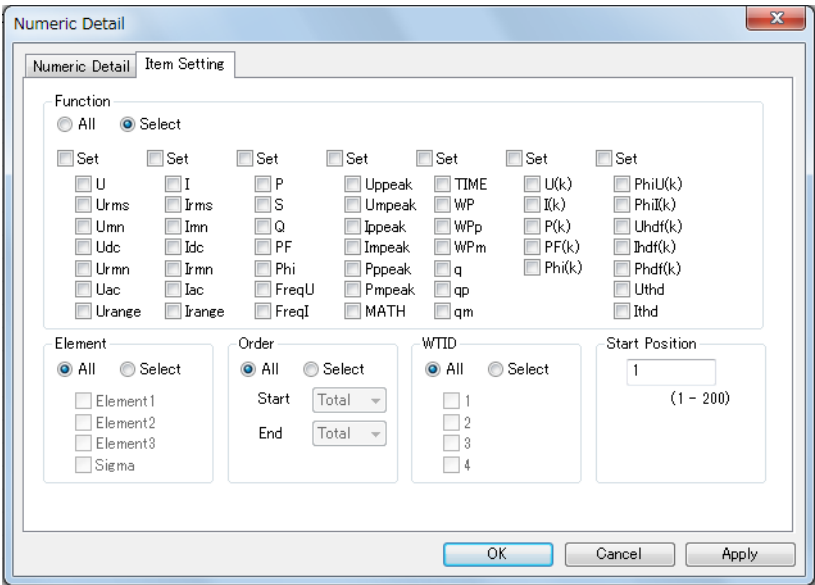 Numeric Detail
Numeric Detail Item Setting
Function
All Select
Set Set Set Set Set Set Set
U I P Uppeak TIME U(k) PhiU(k)
Urms Irms S Umpeak WP I(k) PhiI(k)
Umn Imn Q Ippeak WPp P(k) Uhdf(k)
Udc Idc PF Impeak WPm PF(k) Ihdf(k)
Urmn Irmn Phi Pppeak q Phi(k) Phdf(k)
Uac Iac FreqU Pmpeak qp Uthd
Urange Irange FreqI MATH qm Ithd
Element Order WTID Start Position
All Select All Select All Select 1
Element1 Start Total 1 (1 - 200)
Element2 2
Element3 End Total 3
Sigma 4
OK Cancel Apply